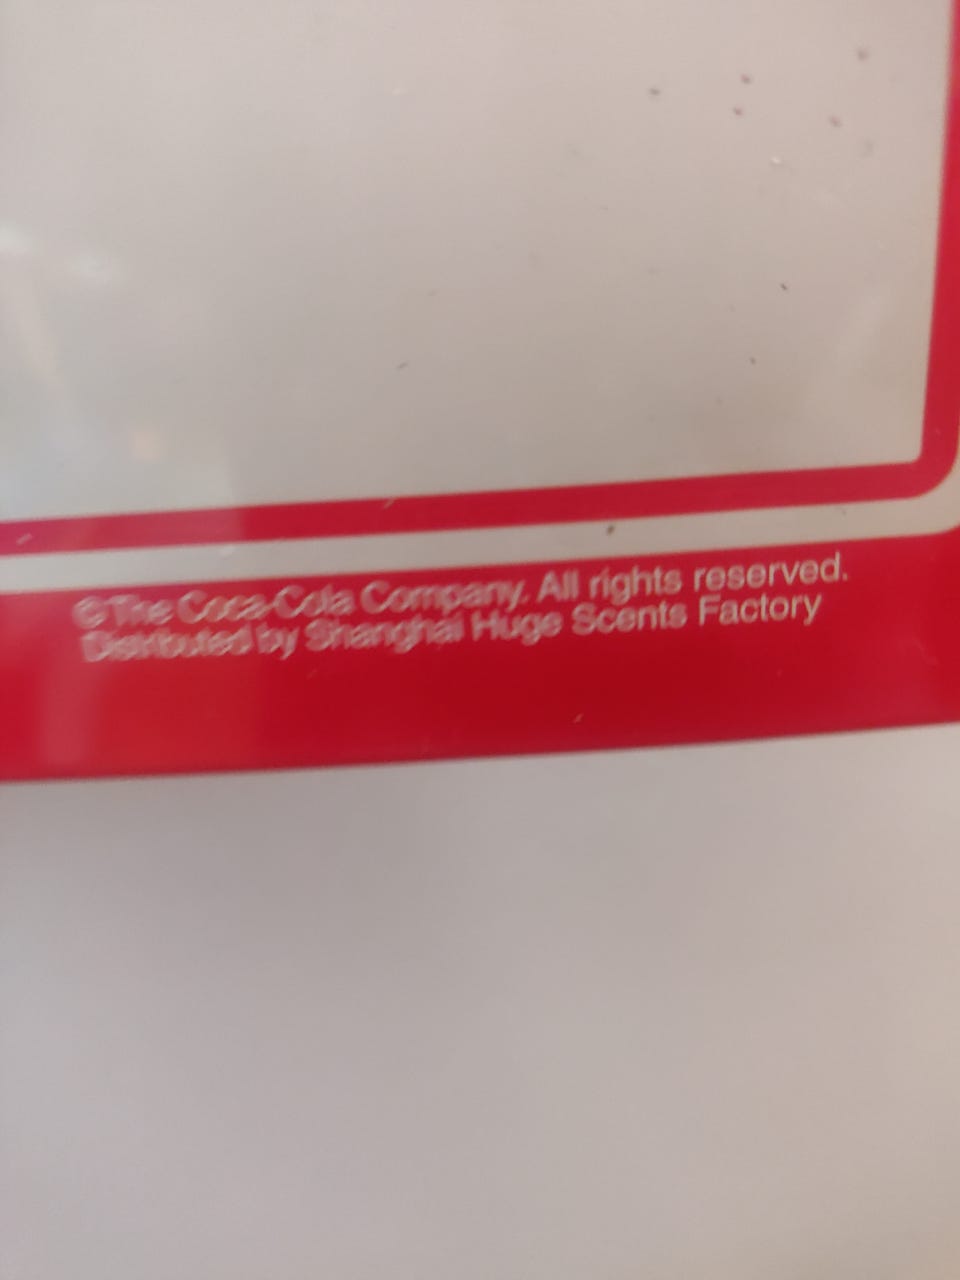 ©The Coca-Cola Company. All rights reserved.
Distributed by Shanghai Huge Scents Factory